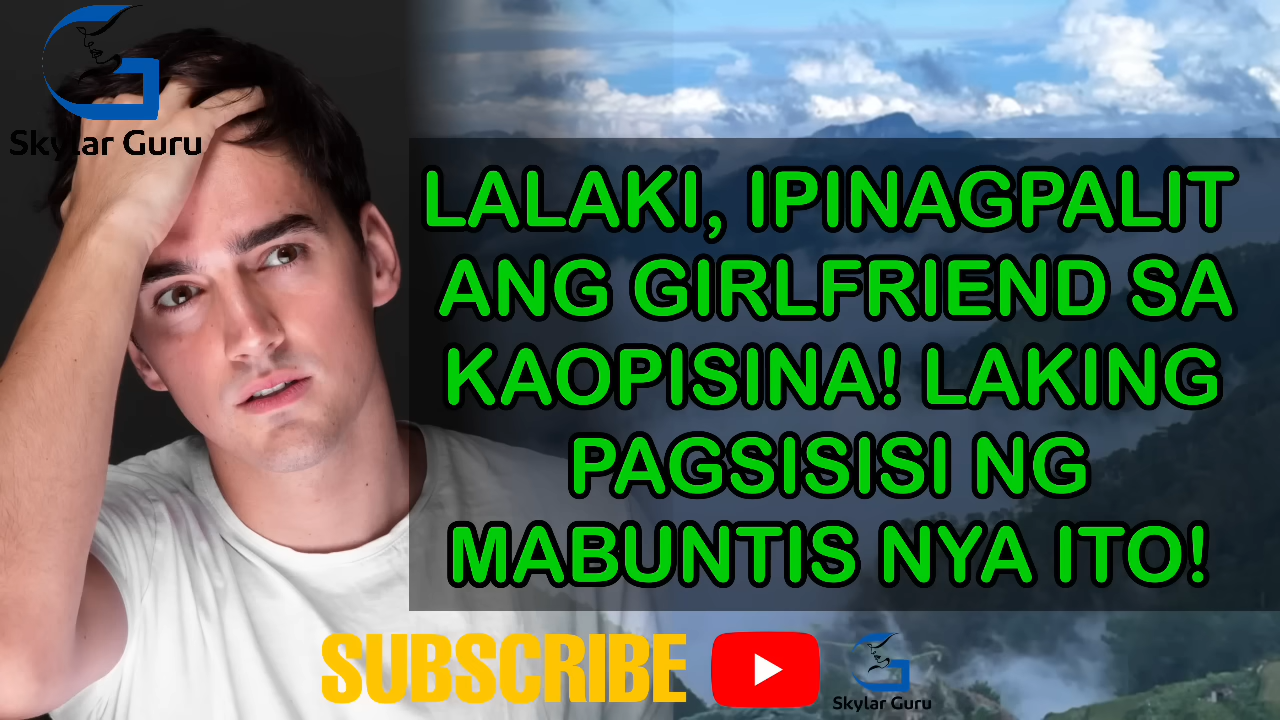 Skylar Guru
LALAKI, IPINAGPALIT
ANG GIRLFRIEND SA
KAOPISINA! LAKING
PAGSISISI NG
MABUNTIS NYA ITO!
SUBSCRIBE
Skylar Guru